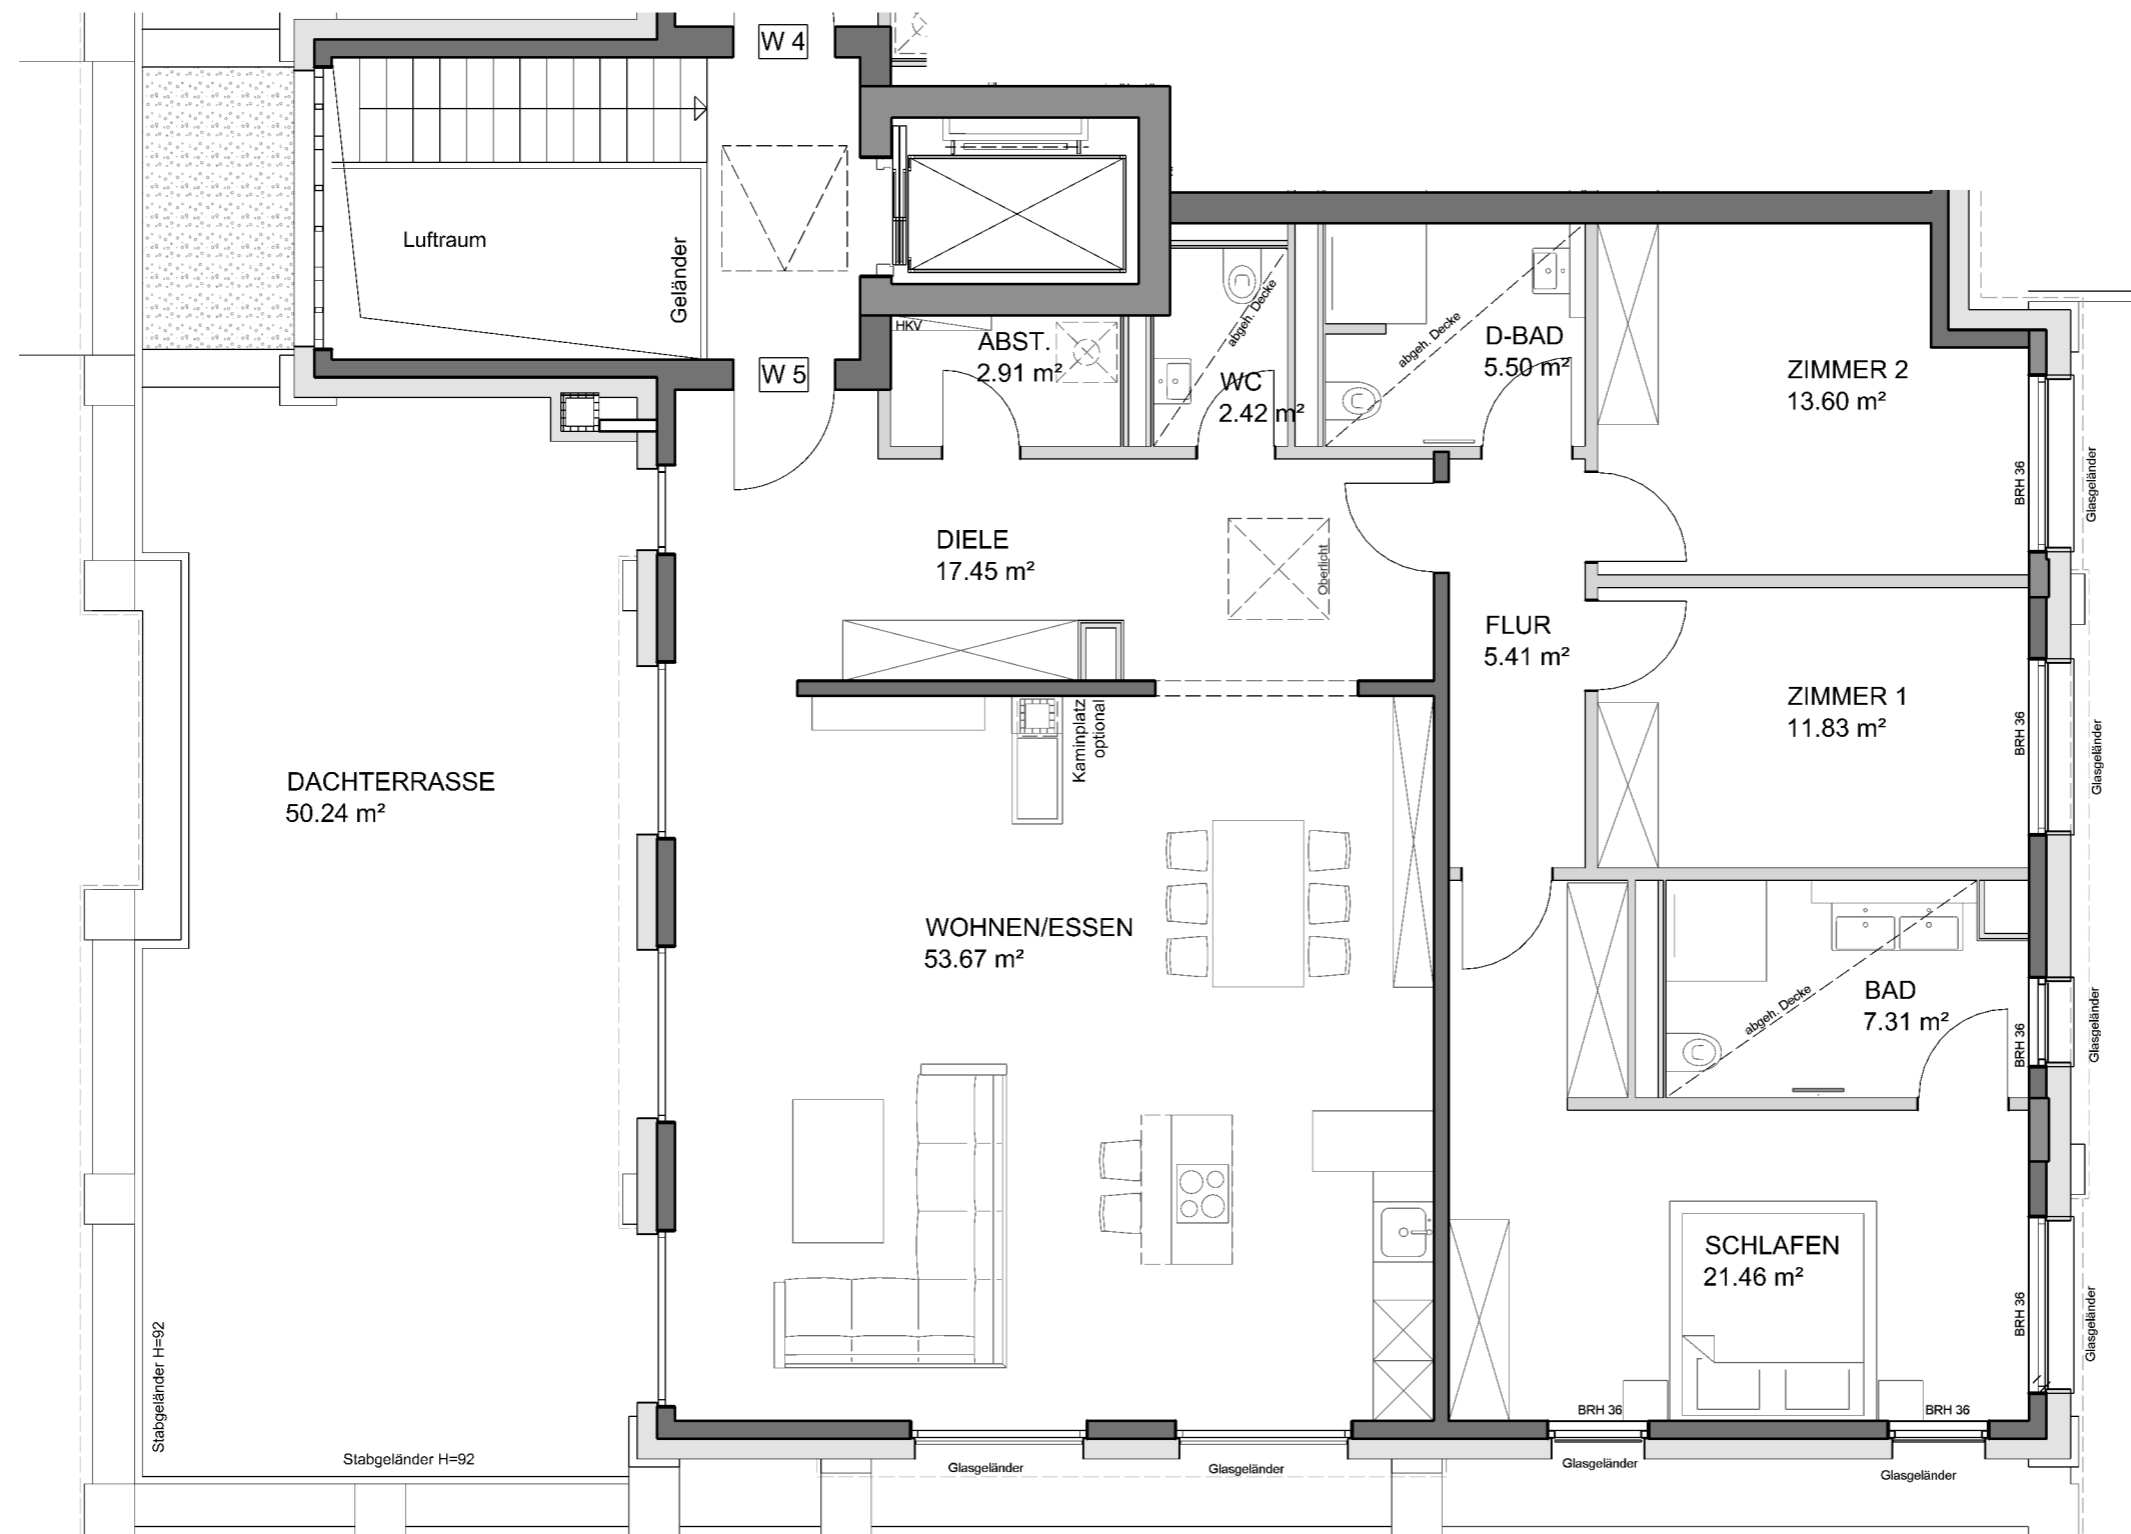 W 4
Luftraum
Geländer
W 5
HKV
ABST.
2.91 m²
abgeh. Decke
WC
2.42 m²
abgeh. Decke
D-BAD
5.50 m²
ZIMMER 2
13.60 m²
BRH 36
Glasgeländer
DIELE
17.45 m²
Oberlicht
FLUR
5.41 m²
ZIMMER 1
11.83 m²
BRH 36
Glasgeländer
Kaminplatz
optional
DACHTERRASSE
50.24 m²
WOHNEN/ESSEN
53.67 m²
abgeh. Decke
BAD
7.31 m²
BRH 36
Glasgeländer
SCHLAFEN
21.46 m²
BRH 36
Glasgeländer
Stabgeländer H=92
Stabgeländer H=92
BRH 36
BRH 36
Glasgeländer
Glasgeländer
Glasgeländer
Glasgeländer